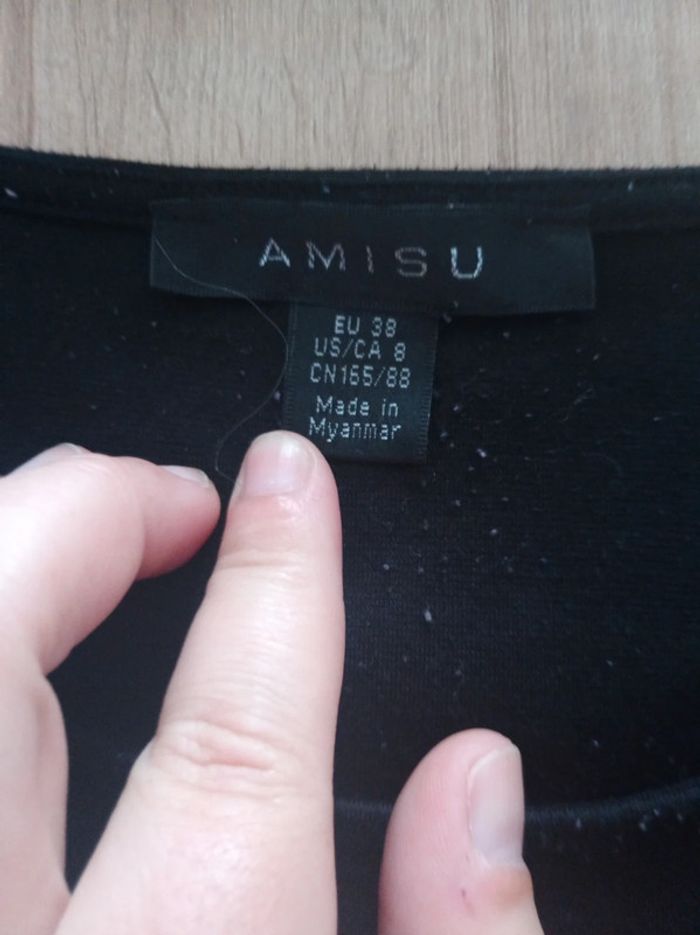 AMISU
EU 38
US/CA 8
CN165/88
Made in
Myanmar